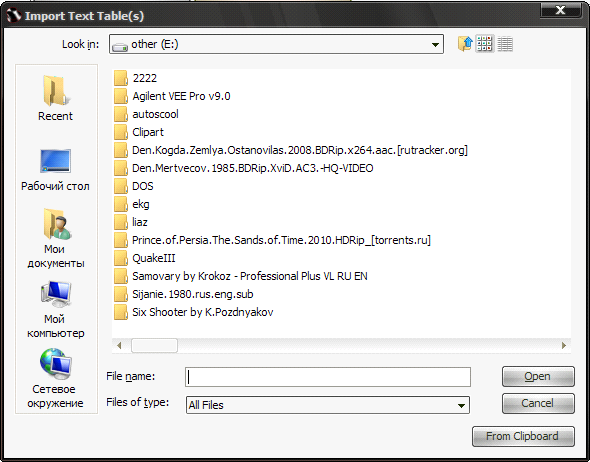 Import Text Table(s)
Look in:
other (E:)
Recent
Рабочий стол
Мои
документы
Мой
компьютер
Сетевое
окружение
2222
Agilent VEE Pro v9.0
autoscool
Clipart
Den.Kogda.Zemlya.Ostanovilas.2008.BDRip.x264.aac.[rutracker.org]
Den.Mertvecov.1985.BDRip.XviD.AC3.-HQ-VIDEO
DOS
ekg
liaz
Prince.of.Persia.The.Sands.of.Time.2010.HDRip_[torrents.ru]
QuakeIII
Samovary by Krokoz - Professional Plus VL RU EN
Sijanie.1980.rus.eng.sub
Six Shooter by K.Pozdnyakov
File name:
Open
Files of type:
All Files
Cancel
From Clipboard